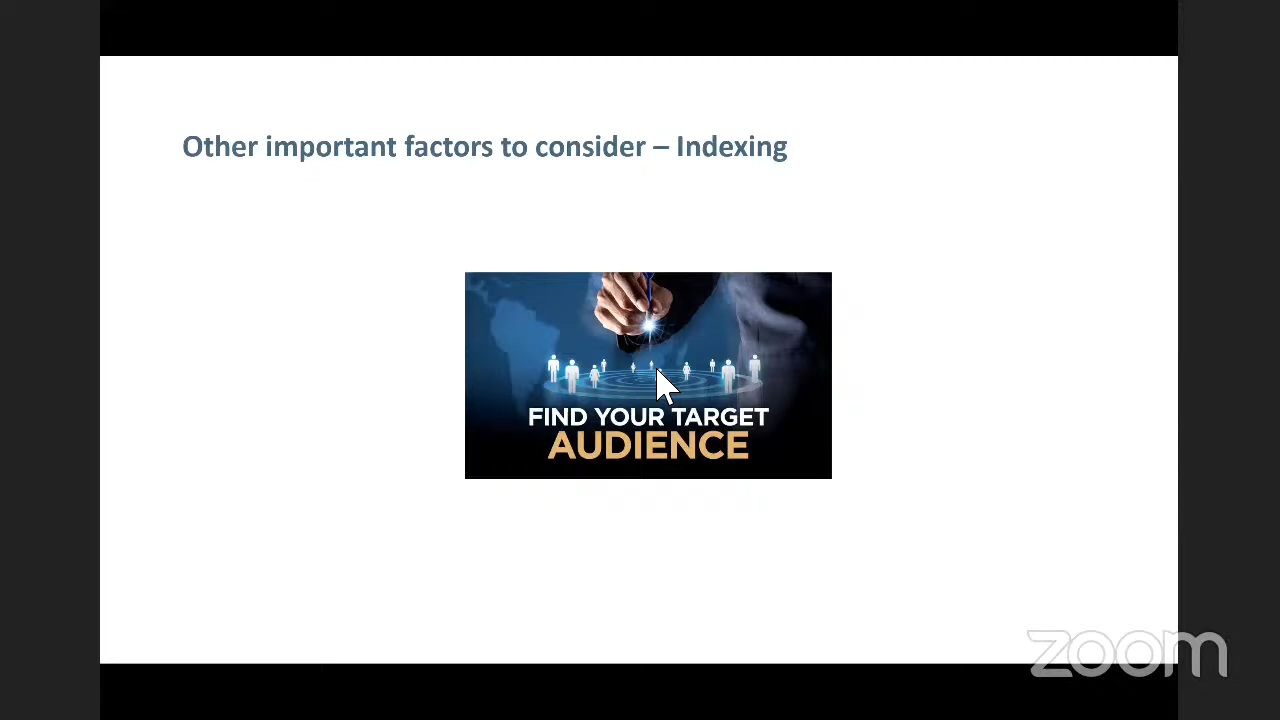 Other important factors to consider – Indexing
FIND YOUR TARGET
AUDIENCE
zoom